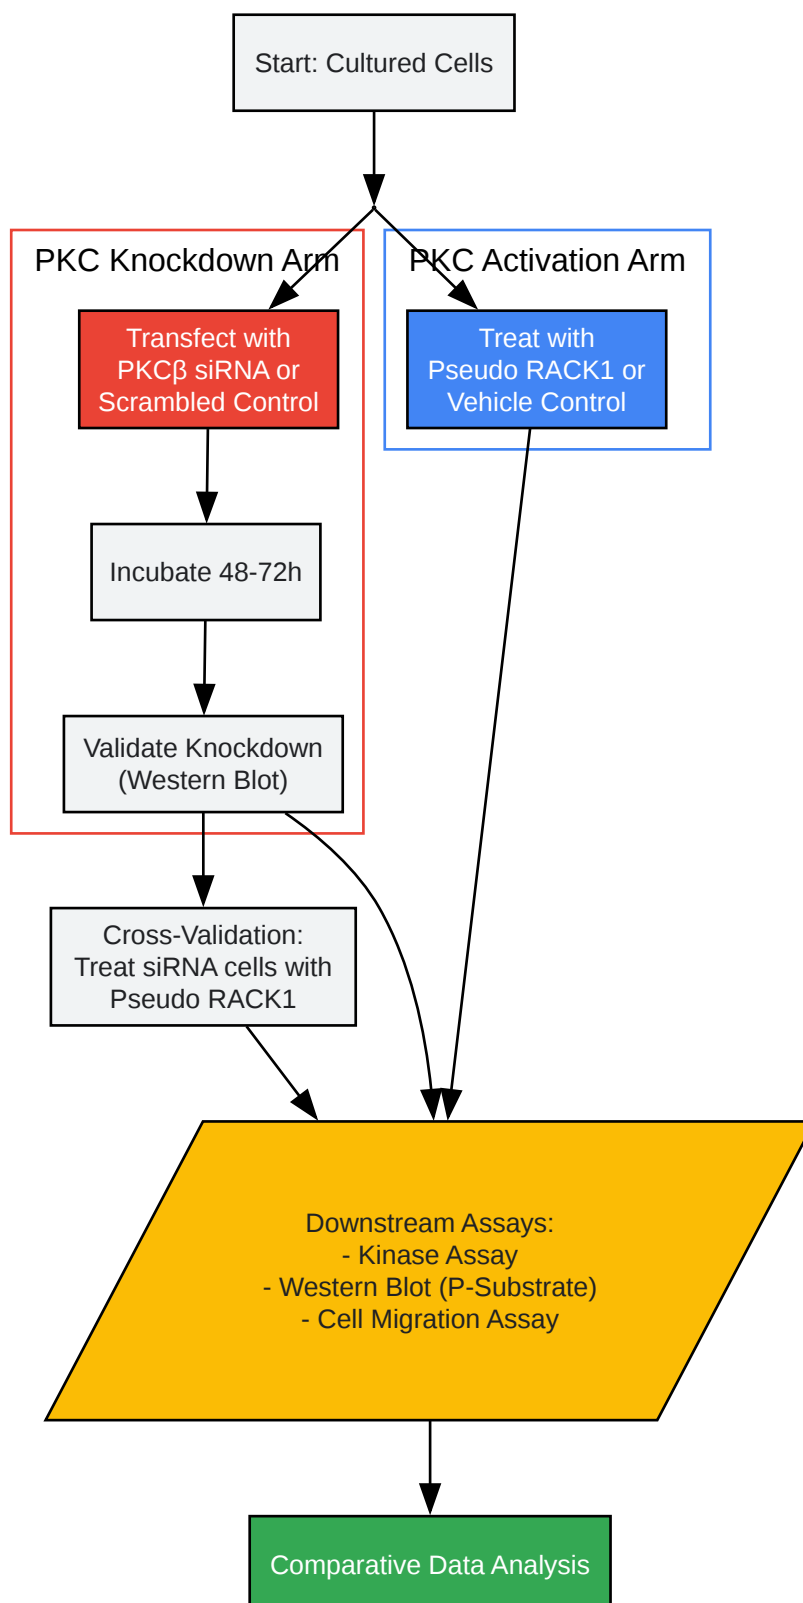 Start: Cultured Cells
PKC Knockdown Arm
PKC Activation Arm
Transfect with
PKCβ siRNA or
Scrambled Control
Treat with
Pseudo RACK1 or
Vehicle Control
Incubate 48-72h
Validate Knockdown
(Western Blot)
Cross-Validation:
Treat siRNA cells with
Pseudo RACK1
Downstream Assays:
- Kinase Assay
- Western Blot (P-Substrate)
- Cell Migration Assay
Comparative Data Analysis